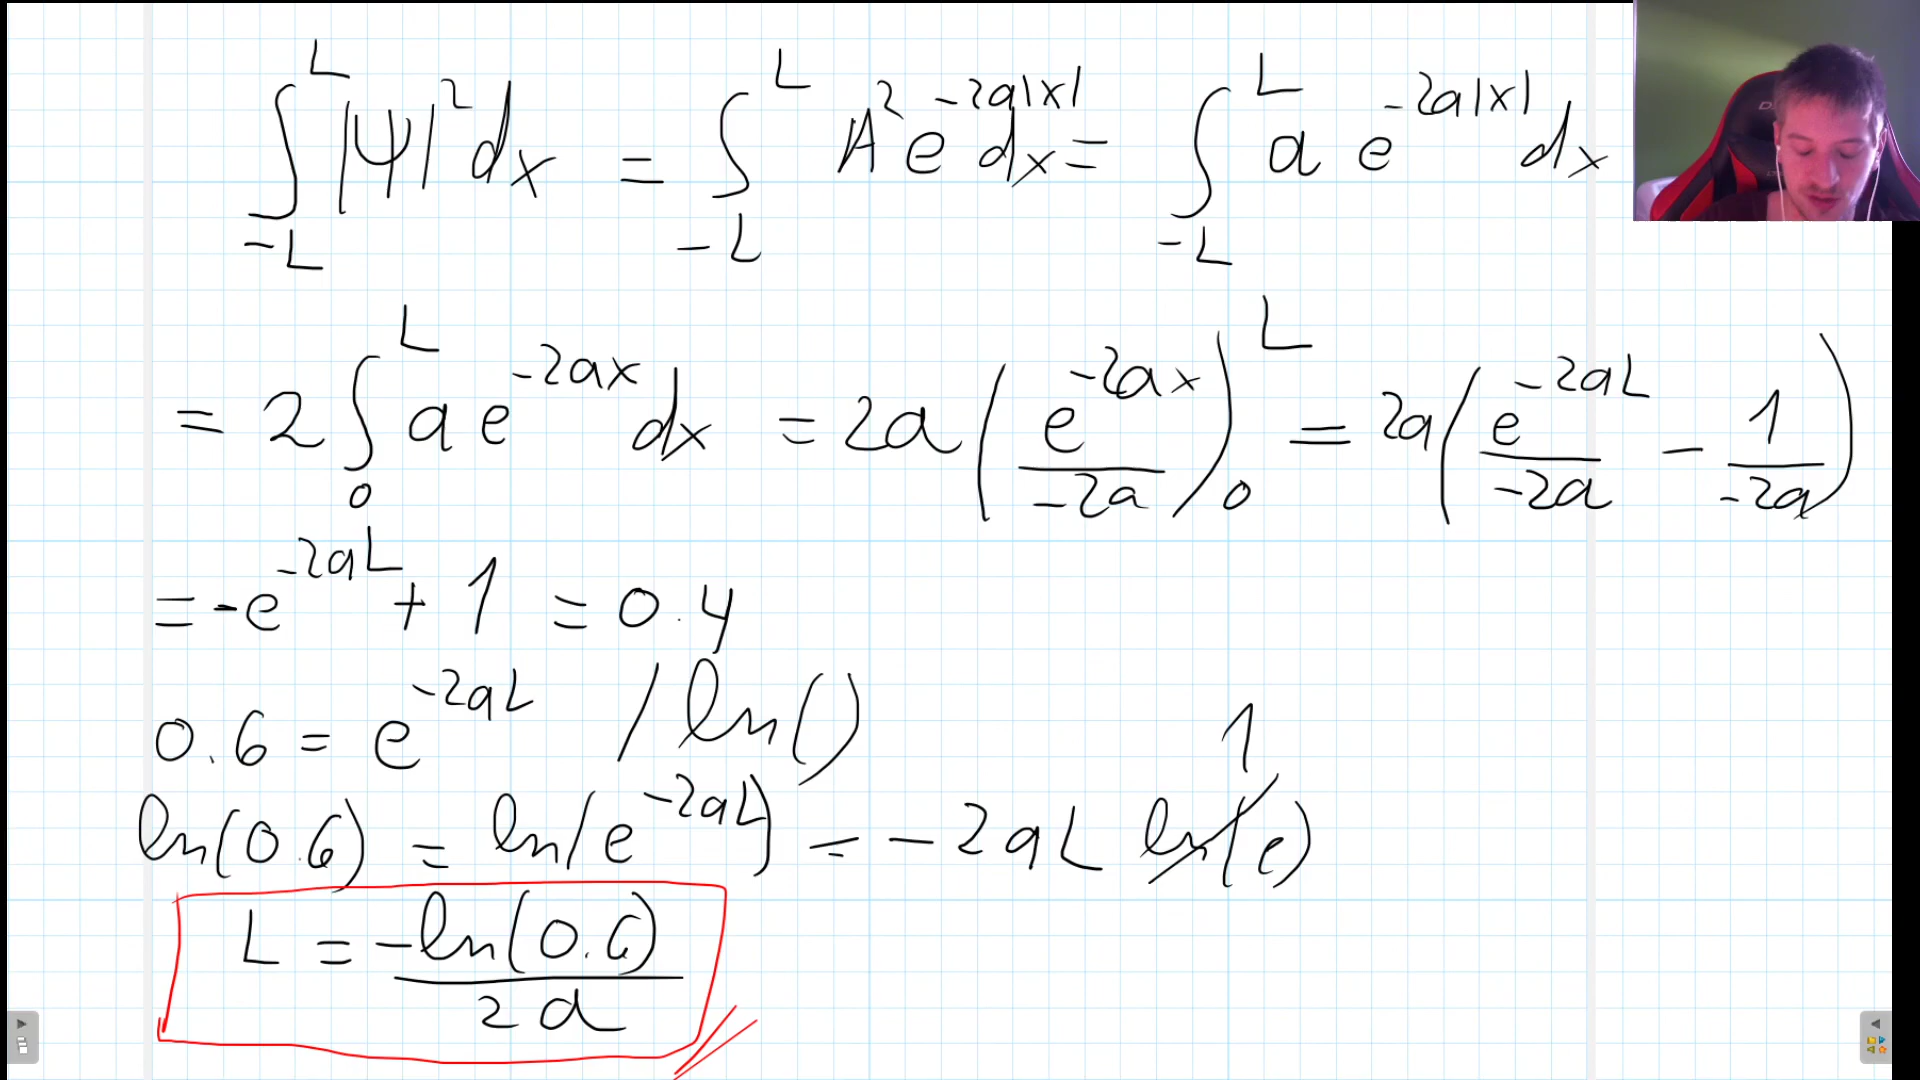 ∫_{-L}^{L} |Ψ|² dx = ∫_{-L}^{L} A² e^{-2a|x|} dx = ∫_{-L}^{L} a e^{-2a|x|} dx
= 2 ∫_{0}^{L} a e^{-2ax} dx = 2a (e^{-2ax} / -2a)_{0}^{L} = 2a (e^{-2aL} / -2a - 1 / -2a)
= -e^{-2aL} + 1 = 0.4
0.6 = e^{-2aL} / ln()
ln(0.6) = ln(e^{-2aL}) = -2aL ln(e) 1
L = -ln(0.6) / 2a